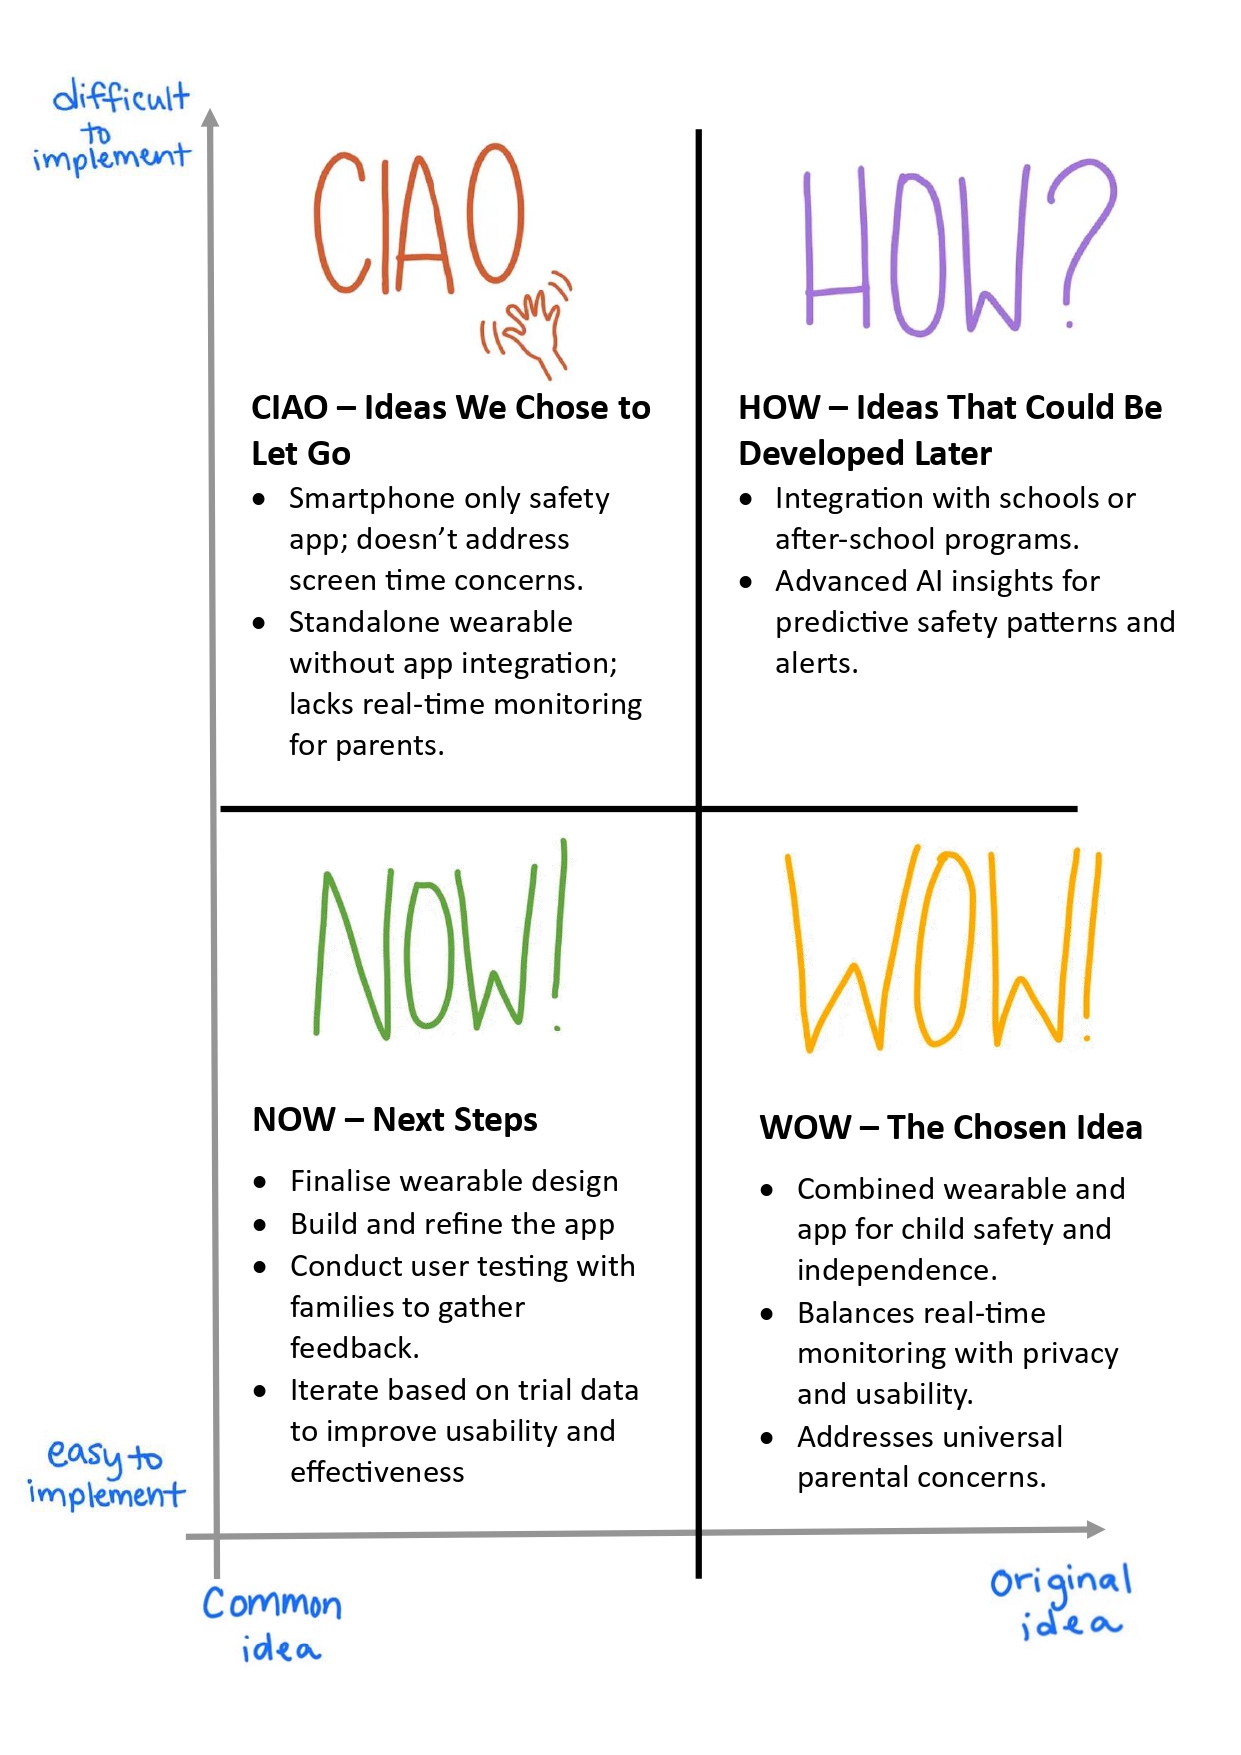 difficult
to
implement
CIAO
HOW?
CIAO – Ideas We Chose to
Let Go
• Smartphone only safety
app; doesn’t address
screen time concerns.
• Standalone wearable
without app integration;
lacks real-time monitoring
for parents.
HOW – Ideas That Could Be
Developed Later
• Integration with schools or
after-school programs.
• Advanced AI insights for
predictive safety patterns and
alerts.
NOW!
WOW!
NOW – Next Steps
• Finalise wearable design
• Build and refine the app
• Conduct user testing with
families to gather
feedback.
• Iterate based on trial data
to improve usability and
effectiveness
WOW – The Chosen Idea
• Combined wearable and
app for child safety and
independence.
• Balances real-time
monitoring with privacy
and usability.
• Addresses universal
parental concerns.
easy to
implement
Common
idea
Original
idea